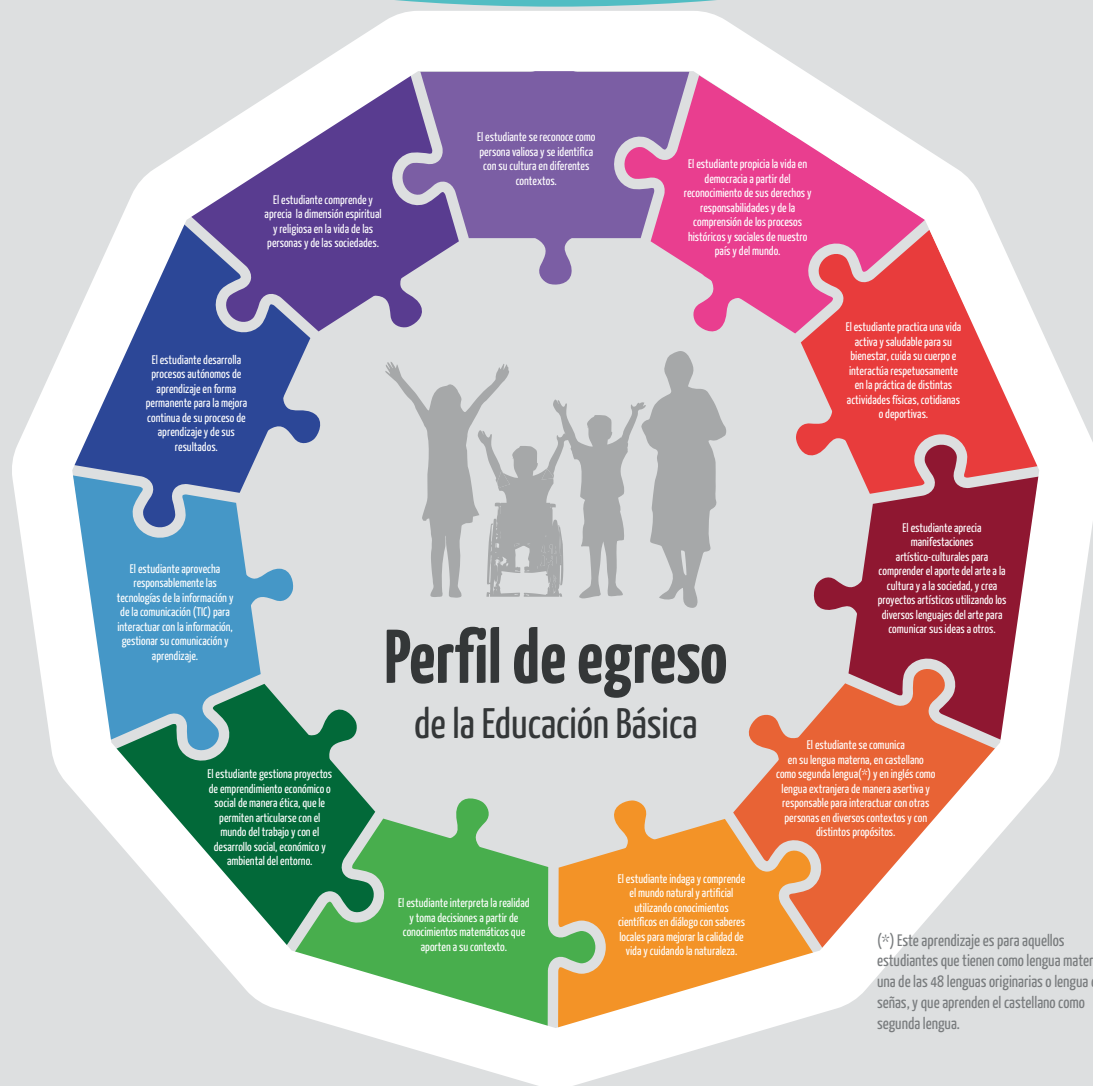 El estudiante se reconoce como
persona valiosa y se identifica
con su cultura en diferentes
contextos.
El estudiante propicia la vida en
democracia a partir del
reconocimiento de sus derechos y
responsabilidades y de la
comprensión de los procesos
históricos y sociales de nuestro
país y del mundo.
El estudiante practica una vida
activa y saludable para su
bienestar, cuida su cuerpo e
interactúa respetuosamente
en la práctica de distintas
actividades físicas, cotidianas
o deportivas.
El estudiante aprecia
manifestaciones
artístico-culturales para
comprender el aporte del arte a la
cultura y a la sociedad, y crea
proyectos artísticos utilizando los
diversos lenguajes del arte para
comunicar sus ideas a otros.
El estudiante se comunica
en su lengua materna, en castellano
como segunda lengua(*) y en inglés como
lengua extranjera de manera asertiva y
responsable para interactuar con otras
personas en diversos contextos y con
distintos propósitos.
El estudiante indaga y comprende
el mundo natural y artificial
utilizando conocimientos
científicos en diálogo con saberes
locales para mejorar la calidad de
vida y cuidando la naturaleza.
El estudiante interpreta la realidad
y toma decisiones a partir de
conocimientos matemáticos que
aporten a su contexto.
El estudiante gestiona proyectos
de emprendimiento económico o
social de manera ética, que le
permiten articularse con el
mundo del trabajo y con el
desarrollo social, económico y
ambiental del entorno.
El estudiante aprovecha
responsablemente las
tecnologías de la información y
de la comunicación (TIC) para
interactuar con la información,
gestionar su comunicación y
aprendizaje.
El estudiante desarrolla
procesos autónomos de
aprendizaje en forma
permanente para la mejora
continua de su proceso de
aprendizaje y de sus
resultados.
El estudiante comprende y
aprecia la dimensión espiritual
y religiosa en la vida de las
personas y de las sociedades.
Perfil de egreso
de la Educación Básica
(*) Este aprendizaje es para aquellos
estudiantes que tienen como lengua mater
una de las 48 lenguas originarias o lengua
señas, y que aprenden el castellano como
segunda lengua.